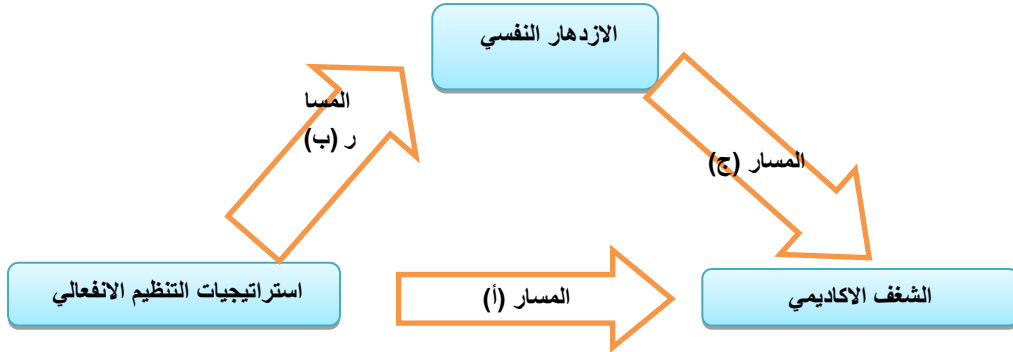 الازدهار النفسي
المسا
ر (ب)
المسار (ج)
استراتيجيات التنظيم الانفعالي
المسار (أ)
الشغف الاكاديمي